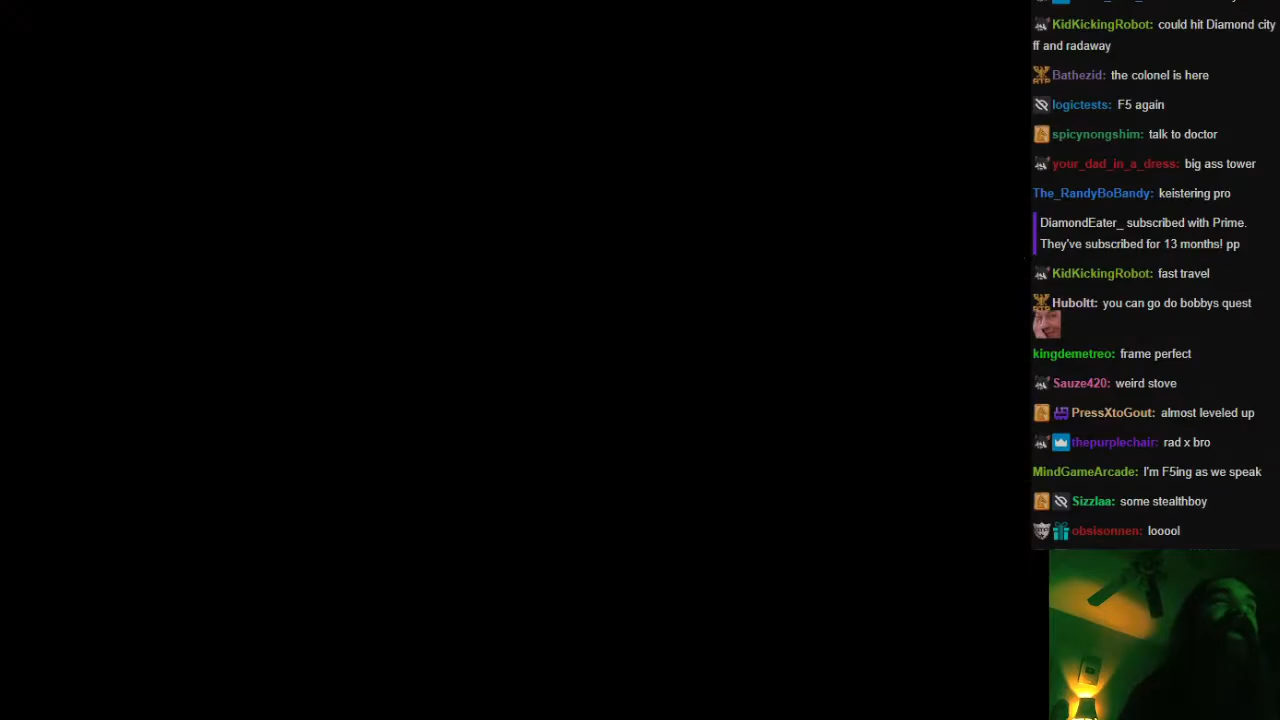 KidKickingRobot: could hit Diamond city
ff and radaway
Bathezid: the colonel is here
logictests: F5 again
spicynongshim: talk to doctor
your_dad_in_a_dress: big ass tower
The_RandyBoBandy: keistering pro
DiamondEater_ subscribed with Prime.
They've subscribed for 13 months! pp
KidKickingRobot: fast travel
Huboltt: you can go do bobbys quest
kingdemetreo: frame perfect
Sauze420: weird stove
PressXtoGout: almost leveled up
thepurplechair: rad x bro
MindGameArcade: I'm F5ing as we speak
Sizzlaa: some stealthboy
obsisonnen: looool